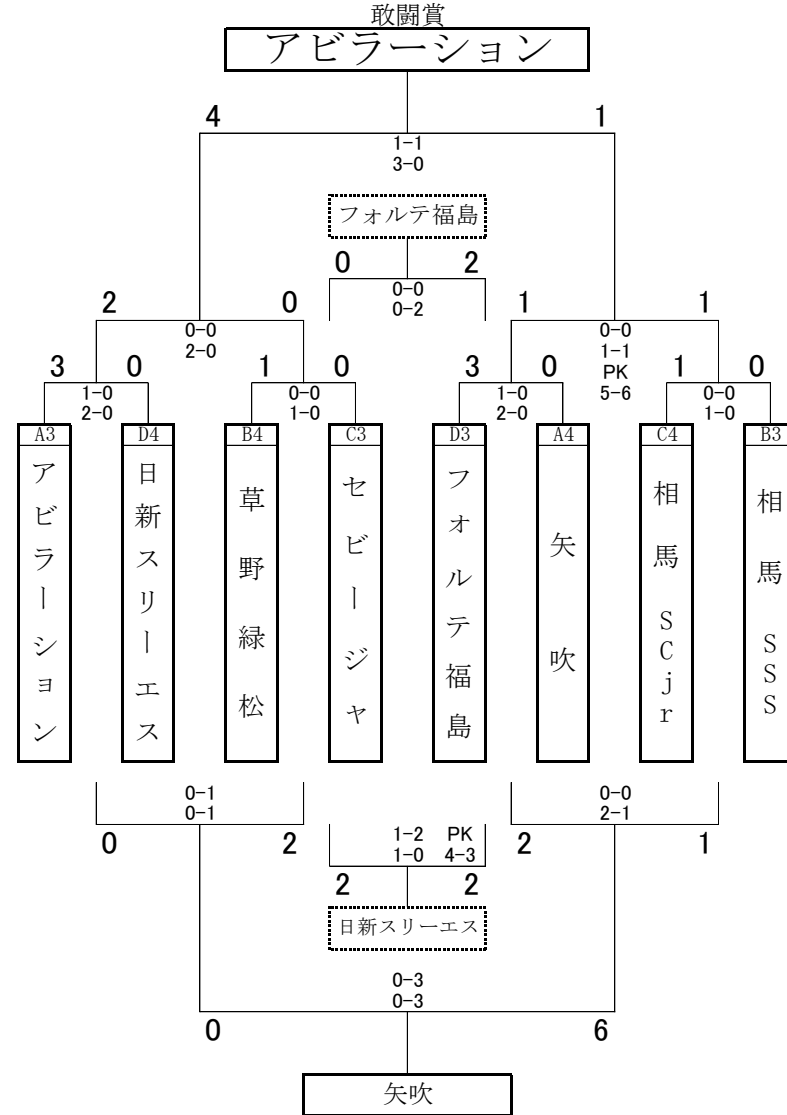 敢闘賞
アビラーション
4 1
1-1
3-0
フォルテ福島
0 2
0-0
0-2
2 0 1 1
0-0
2-0
0-0
1-1
PK
5-6
3 0 1 0 3 0 1 0
1-0
2-0
0-0
1-0
1-0
2-0
0-0
1-0
A3 D4 B4 C3 D3 A4 C4 B3
アビラーション
日新スリーエス
草野緑松
セビージャ
フォルテ福島
矢吹
相馬SCjr
相馬SSS
0-1
0-1
0-0
2-1
0 2 2 1
1-2 PK
1-0 4-3
2 2
日新スリーエス
0-3
0-3
0 6
矢吹